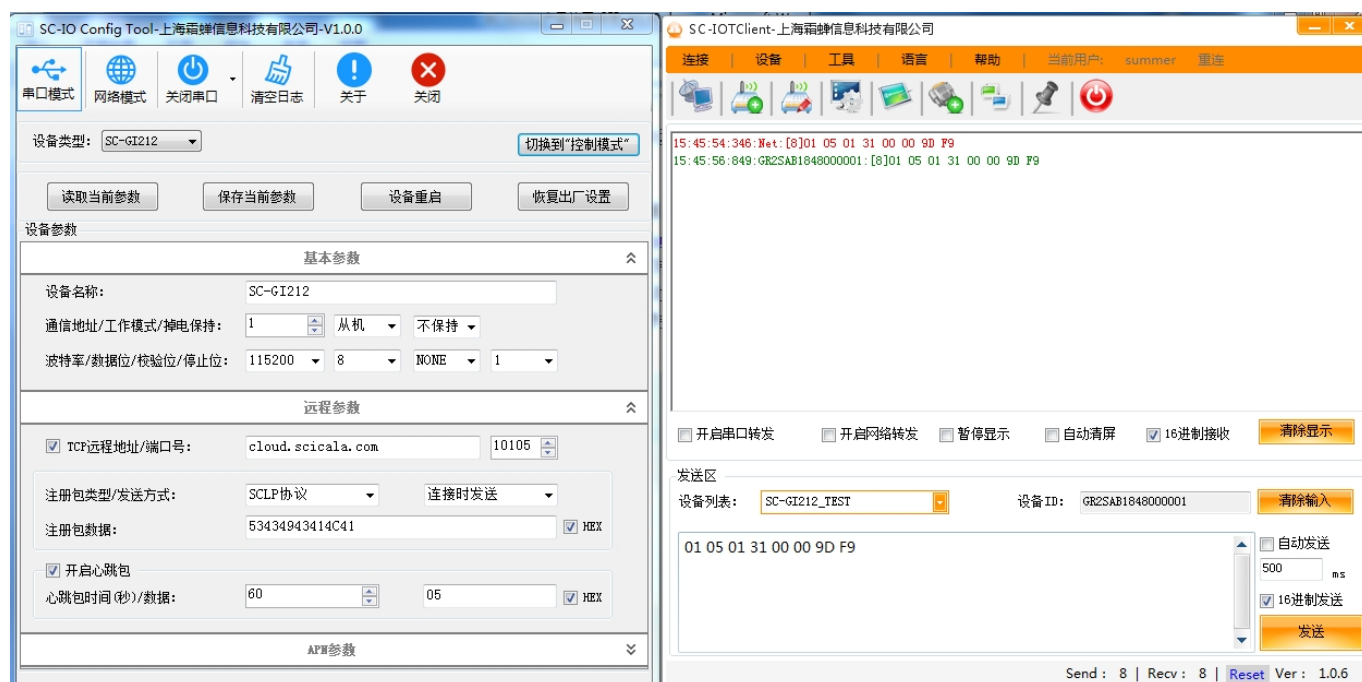 SC-IO Config Tool-上海霜蝉信息科技有限公司-V1.0.0
串口模式 网络模式 关闭串口 清空日志 关于 关闭
设备类型: SC-GI212 切换到“控制模式”
读取当前参数 保存当前参数 设备重启 恢复出厂设置
设备参数
基本参数
设备名称: SC-GI212
通信地址/工作模式/掉电保持: 1 从机 不保持
波特率/数据位/校验位/停止位: 115200 8 NONE 1
远程参数
TCP远程地址/端口号: cloud.scicala.com 10105
注册包类型/发送方式: SCLP协议 连接时发送
注册包数据: 53434943414C41 HEX
开启心跳包
心跳包时间(秒)/数据: 60 05 HEX
APN参数
SC-IOTClient-上海霜蝉信息科技有限公司
连接 | 设备 | 工具 | 语言 | 帮助 | 当前用户: summer 重连
15:45:54:346:Net:[8]01 05 01 31 00 00 9D F9
15:45:56:849:GR2SAB1848000001:[8]01 05 01 31 00 00 9D F9
开启串口转发 开启网络转发 暂停显示 自动清屏 16进制接收 清除显示
发送区
设备列表: SC-GI212_TEST 设备ID: GR2SAB1848000001 清除输入
01 05 01 31 00 00 9D F9
自动发送
500 ms
16进制发送
发送
Send : 8 | Recv : 8 | Reset Ver : 1.0.6